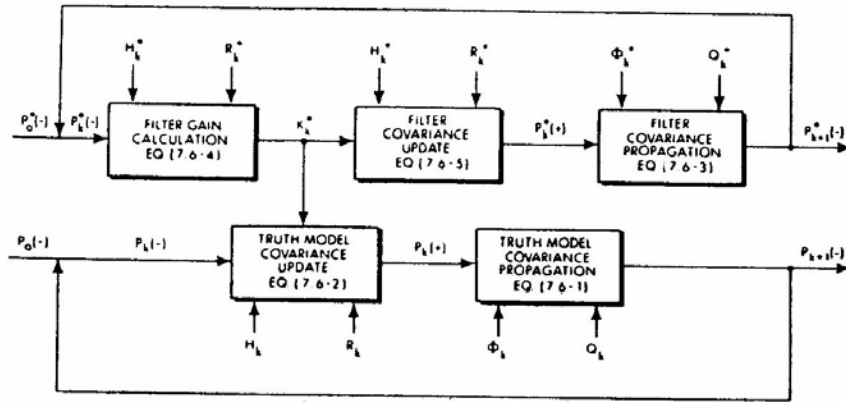 H_k^*
R_k^*
H_k^*
R_k^*
Φ_k^*
Q_k^*
P_0^*(-)
P_k^*(-)
FILTER GAIN
CALCULATION
EQ (7.6-4)
K_k^*
FILTER
COVARIANCE
UPDATE
EQ (7.6-5)
P_k^*(+)
FILTER
COVARIANCE
PROPAGATION
EQ (7.6-3)
P_{k+1}^*(-)
P_0(-)
P_k(-)
TRUTH MODEL
COVARIANCE
UPDATE
EQ (7.6-2)
P_k(+)
TRUTH MODEL
COVARIANCE
PROPAGATION
EQ (7.6-1)
P_{k+1}(-)
H_k
R_k
Φ_k
Q_k